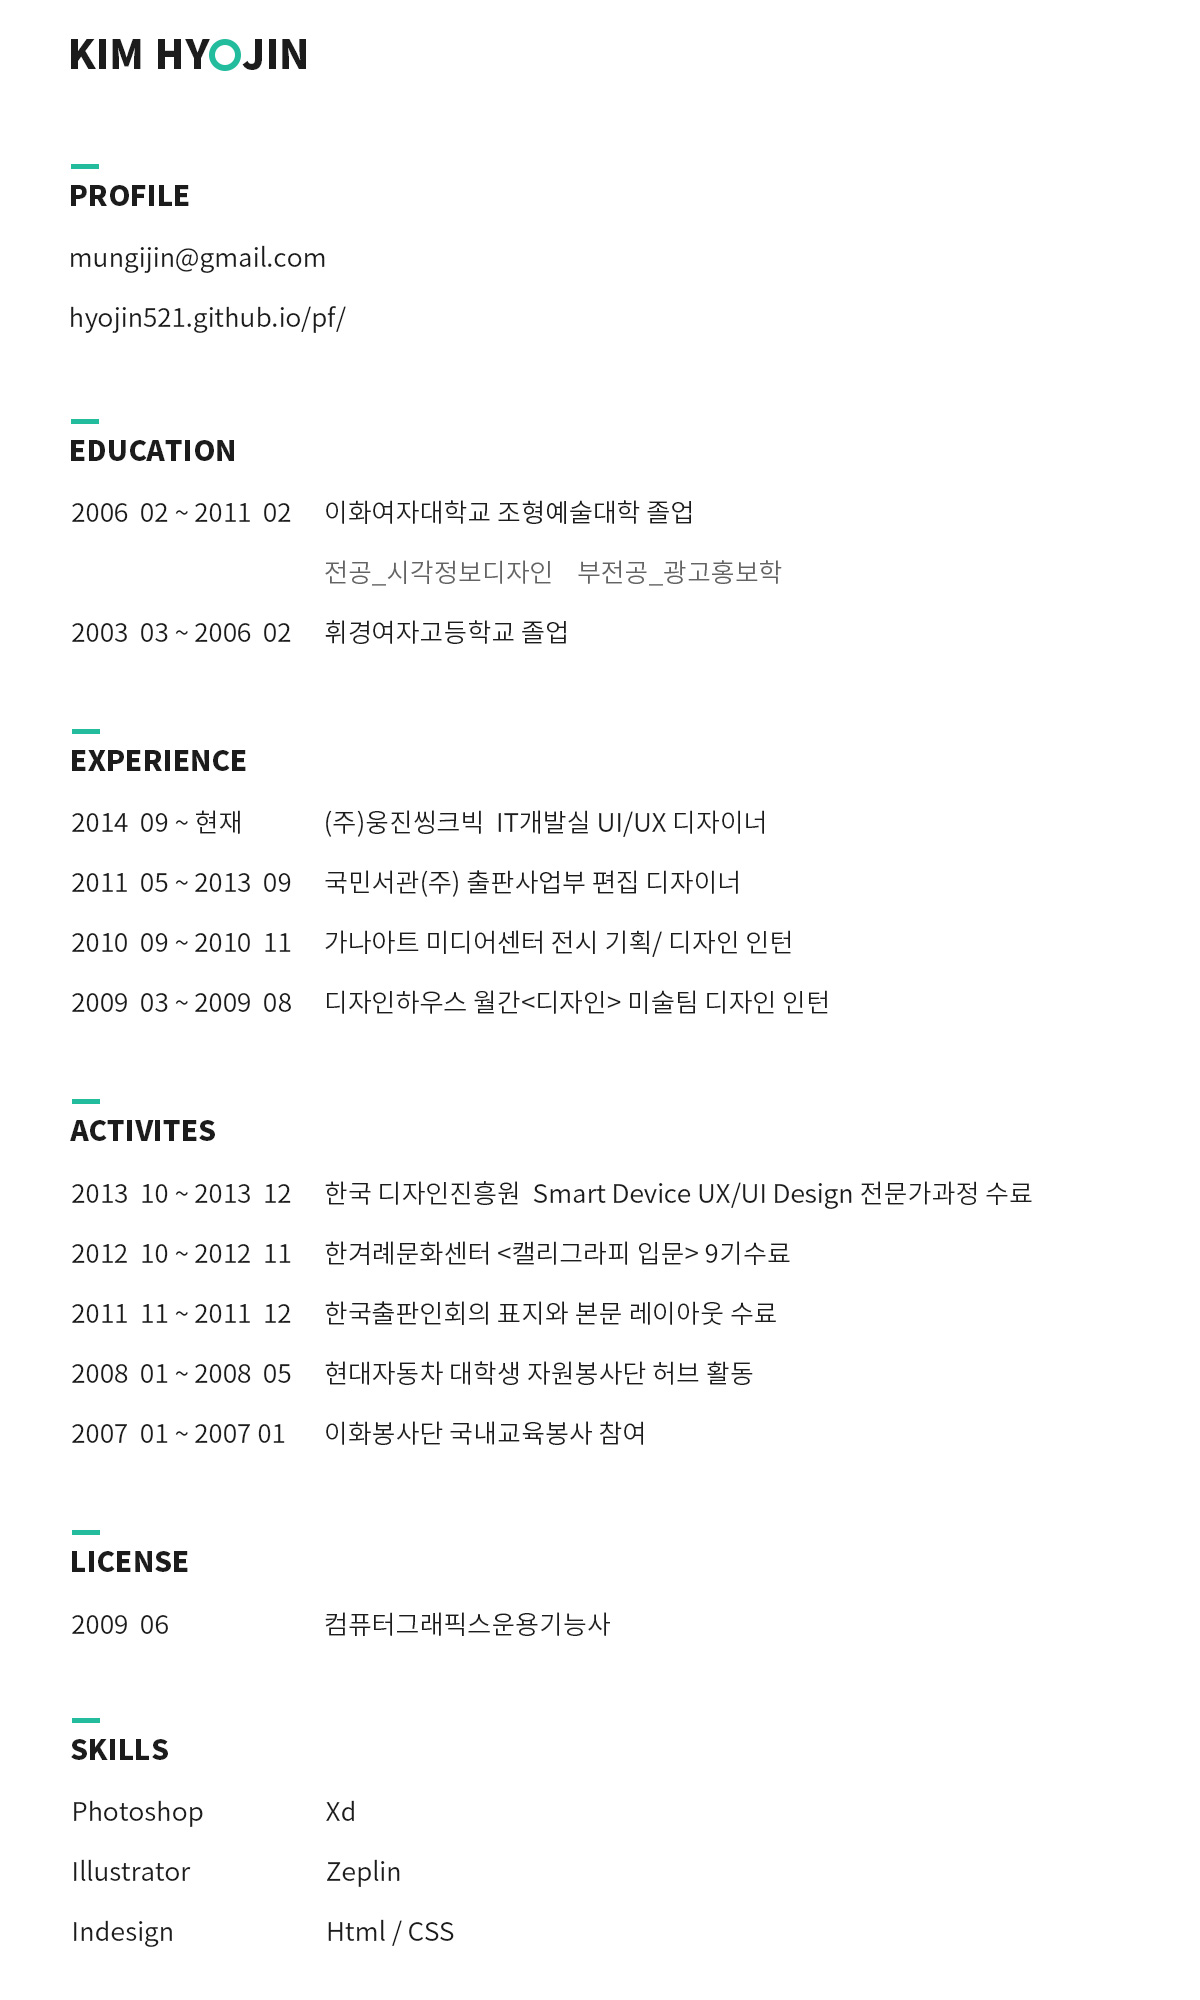 KIM HYOJIN
PROFILE
mungijin@gmail.com
hyojin521.github.io/pf/
EDUCATION
2006 02 ~ 2011 02 이화여자대학교 조형예술대학 졸업
전공_시각정보디자인 부전공_광고홍보학
2003 03 ~ 2006 02 휘경여자고등학교 졸업
EXPERIENCE
2014 09 ~ 현재 (주)웅진씽크빅 IT개발실 UI/UX 디자이너
2011 05 ~ 2013 09 국민서관(주) 출판사업부 편집 디자이너
2010 09 ~ 2010 11 가나아트 미디어센터 전시 기획/ 디자인 인턴
2009 03 ~ 2009 08 디자인하우스 월간<디자인> 미술팀 디자인 인턴
ACTIVITES
2013 10 ~ 2013 12 한국 디자인진흥원 Smart Device UX/UI Design 전문가과정 수료
2012 10 ~ 2012 11 한겨례문화센터 <캘리그라피 입문> 9기수료
2011 11 ~ 2011 12 한국출판인회의 표지와 본문 레이아웃 수료
2008 01 ~ 2008 05 현대자동차 대학생 자원봉사단 허브 활동
2007 01 ~ 2007 01 이화봉사단 국내교육봉사 참여
LICENSE
2009 06 컴퓨터그래픽스운용기능사
SKILLS
Photoshop Xd
Illustrator Zeplin
Indesign Html / CSS